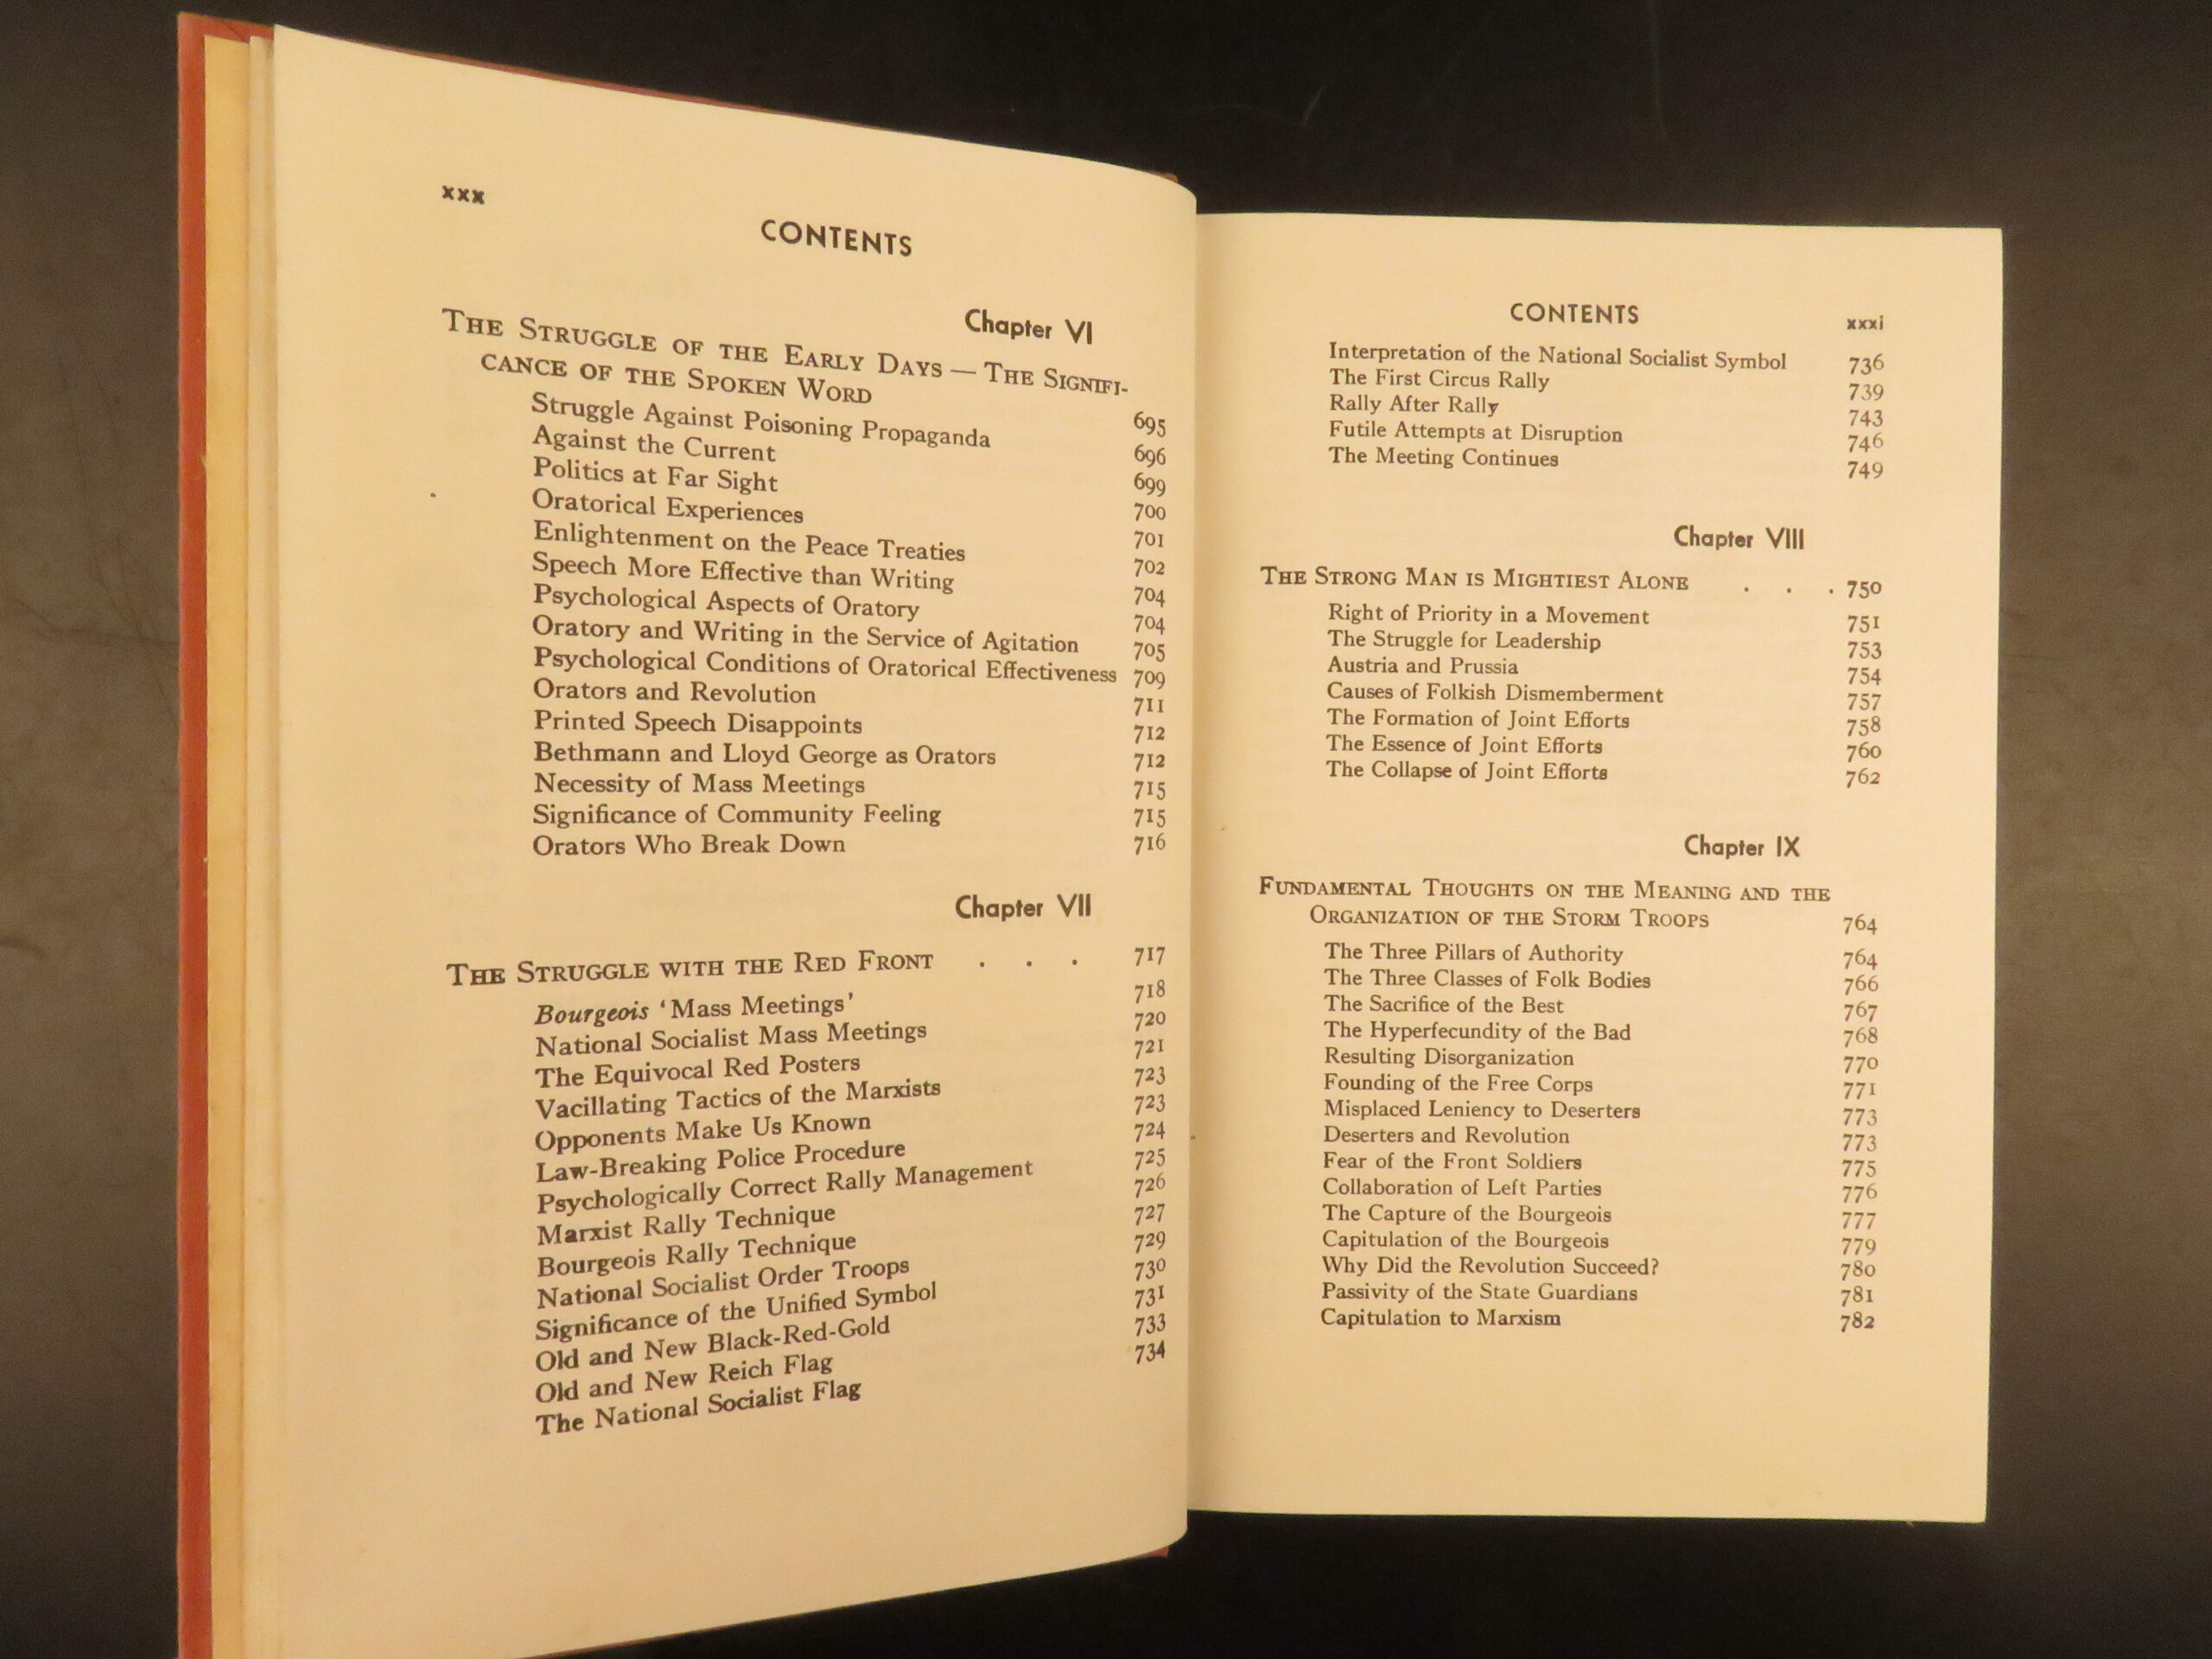 xxx
CONTENTS
Chapter VI
THE STRUGGLE OF THE EARLY DAYS — THE SIGNIFI-
CANCE OF THE SPOKEN WORD 695
Struggle Against Poisoning Propaganda 696
Against the Current 699
Politics at Far Sight 700
Oratorical Experiences 701
Enlightenment on the Peace Treaties 702
Speech More Effective than Writing 704
Psychological Aspects of Oratory 704
Oratory and Writing in the Service of Agitation 705
Psychological Conditions of Oratorical Effectiveness 709
Orators and Revolution 711
Printed Speech Disappoints 712
Bethmann and Lloyd George as Orators 712
Necessity of Mass Meetings 715
Significance of Community Feeling 715
Orators Who Break Down 716
Chapter VII
THE STRUGGLE WITH THE RED FRONT . . . 717
Bourgeois 'Mass Meetings' 718
National Socialist Mass Meetings 720
The Equivocal Red Posters 721
Vacillating Tactics of the Marxists 723
Opponents Make Us Known 723
Law-Breaking Police Procedure 724
Psychologically Correct Rally Management 725
Marxist Rally Technique 726
Bourgeois Rally Technique 727
National Socialist Order Troops 729
Significance of the Unified Symbol 730
Old and New Black-Red-Gold 731
Old and New Reich Flag 733
The National Socialist Flag 734
CONTENTS xxxi
Interpretation of the National Socialist Symbol 736
The First Circus Rally 739
Rally After Rally 743
Futile Attempts at Disruption 746
The Meeting Continues 749
Chapter VIII
THE STRONG MAN IS MIGHTIEST ALONE . . . 750
Right of Priority in a Movement 751
The Struggle for Leadership 753
Austria and Prussia 754
Causes of Folkish Dismemberment 757
The Formation of Joint Efforts 758
The Essence of Joint Efforts 760
The Collapse of Joint Efforts 762
Chapter IX
FUNDAMENTAL THOUGHTS ON THE MEANING AND THE
ORGANIZATION OF THE STORM TROOPS 764
The Three Pillars of Authority 764
The Three Classes of Folk Bodies 766
The Sacrifice of the Best 767
The Hyperfecundity of the Bad 768
Resulting Disorganization 770
Founding of the Free Corps 771
Misplaced Leniency to Deserters 773
Deserters and Revolution 773
Fear of the Front Soldiers 775
Collaboration of Left Parties 776
The Capture of the Bourgeois 777
Capitulation of the Bourgeois 779
Why Did the Revolution Succeed? 780
Passivity of the State Guardians 781
Capitulation to Marxism 782